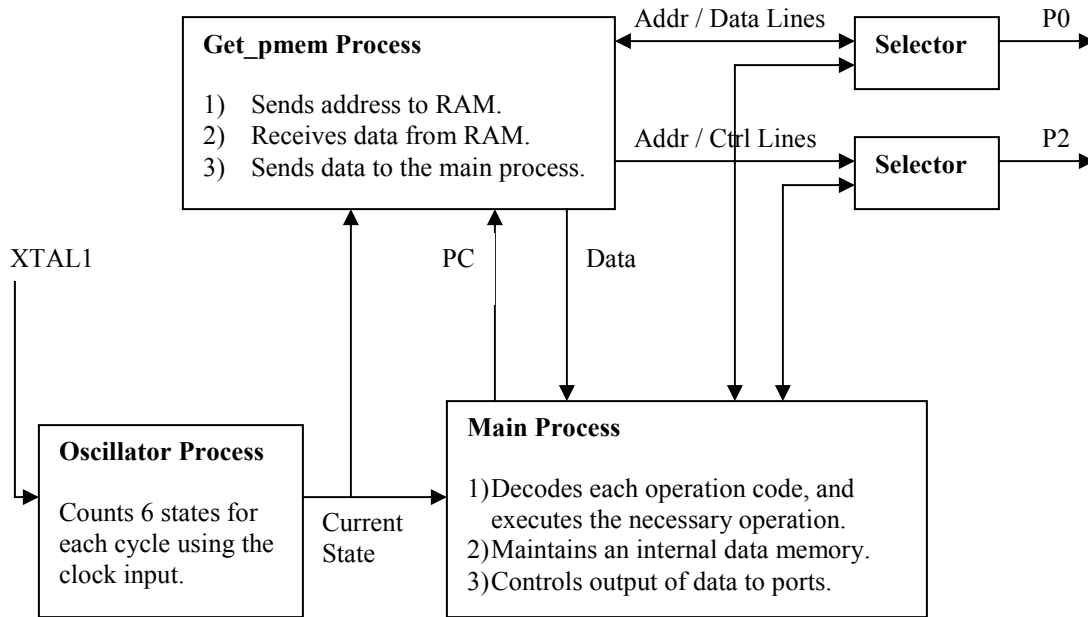 Get_pmem Process
1) Sends address to RAM.
2) Receives data from RAM.
3) Sends data to the main process.
Addr / Data Lines
Selector
P0
Addr / Ctrl Lines
Selector
P2
XTAL1
PC
Data
Oscillator Process
Counts 6 states for
each cycle using the
clock input.
Current
State
Main Process
1)Decodes each operation code, and
executes the necessary operation.
2)Maintains an internal data memory.
3)Controls output of data to ports.